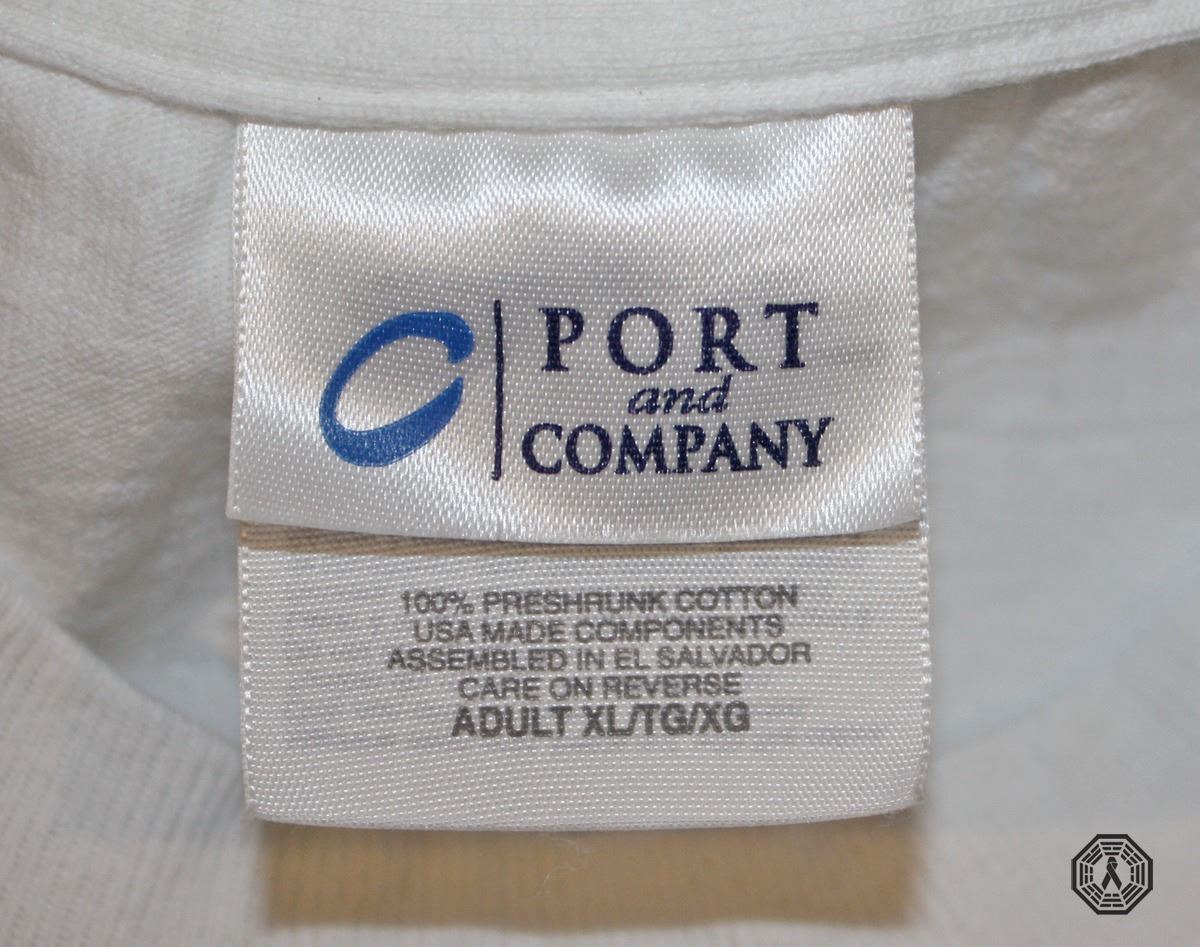 PORT
and
COMPANY
100% PRESHRUNK COTTON
USA MADE COMPONENTS
ASSEMBLED IN EL SALVADOR
CARE ON REVERSE
ADULT XL/TG/XG